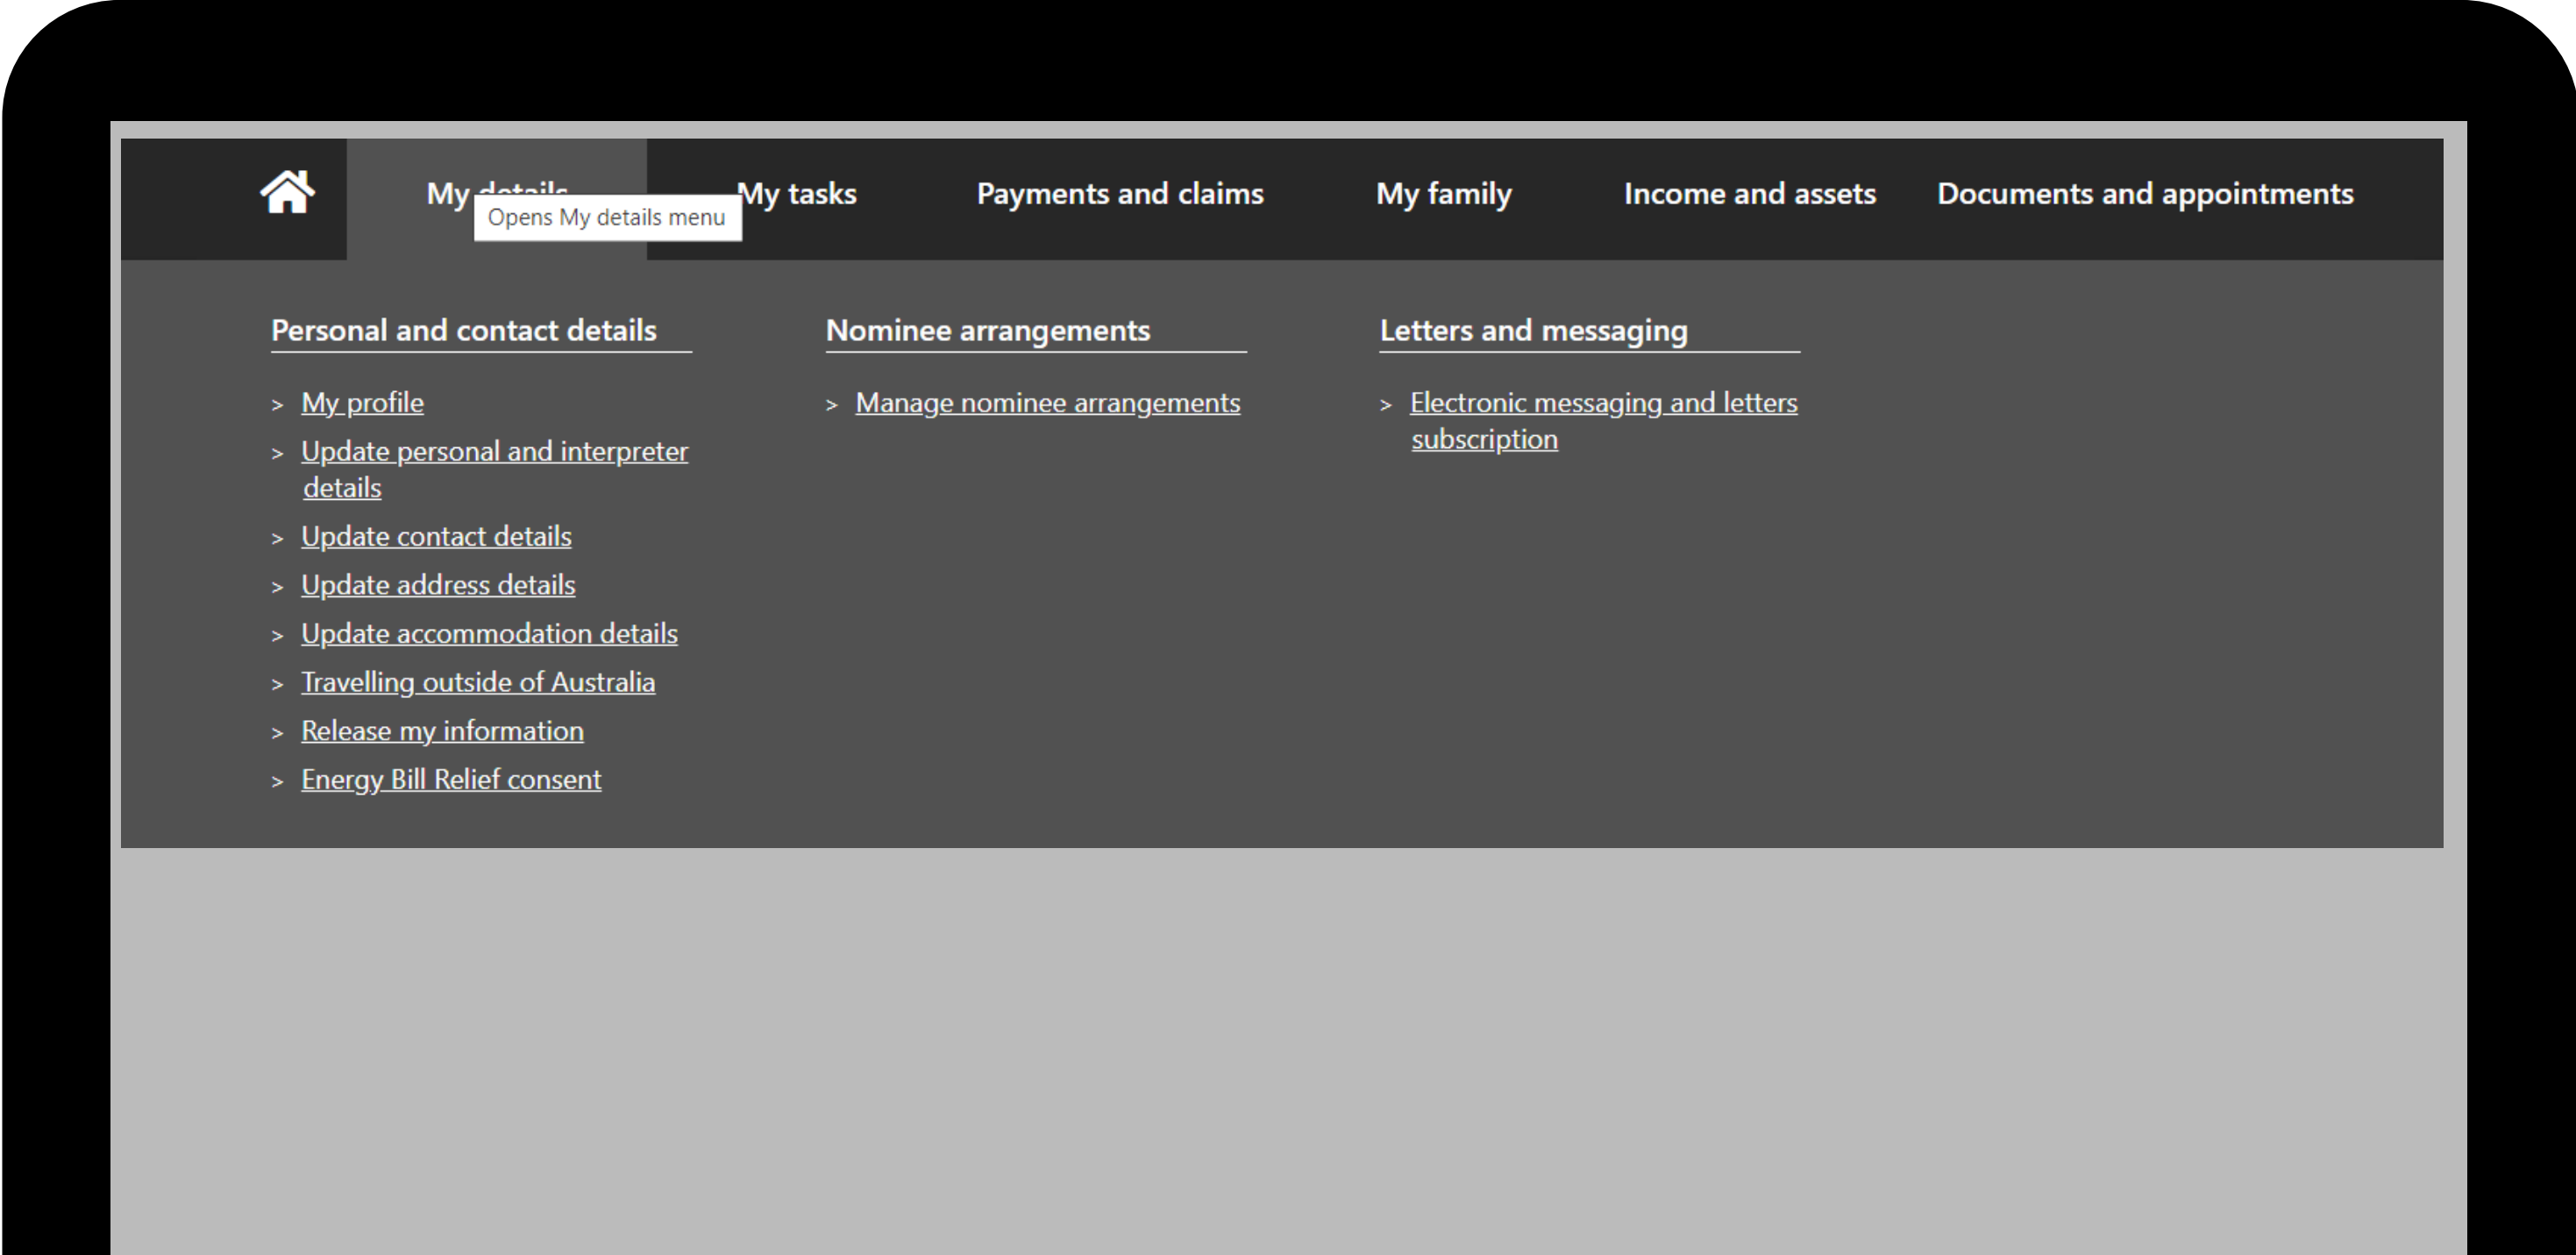 My details
Opens My details menu
My tasks
Payments and claims
My family
Income and assets
Documents and appointments
Personal and contact details
> My profile
> Update personal and interpreter
details
> Update contact details
> Update address details
> Update accommodation details
> Travelling outside of Australia
> Release my information
> Energy Bill Relief consent
Nominee arrangements
> Manage nominee arrangements
Letters and messaging
> Electronic messaging and letters
subscription